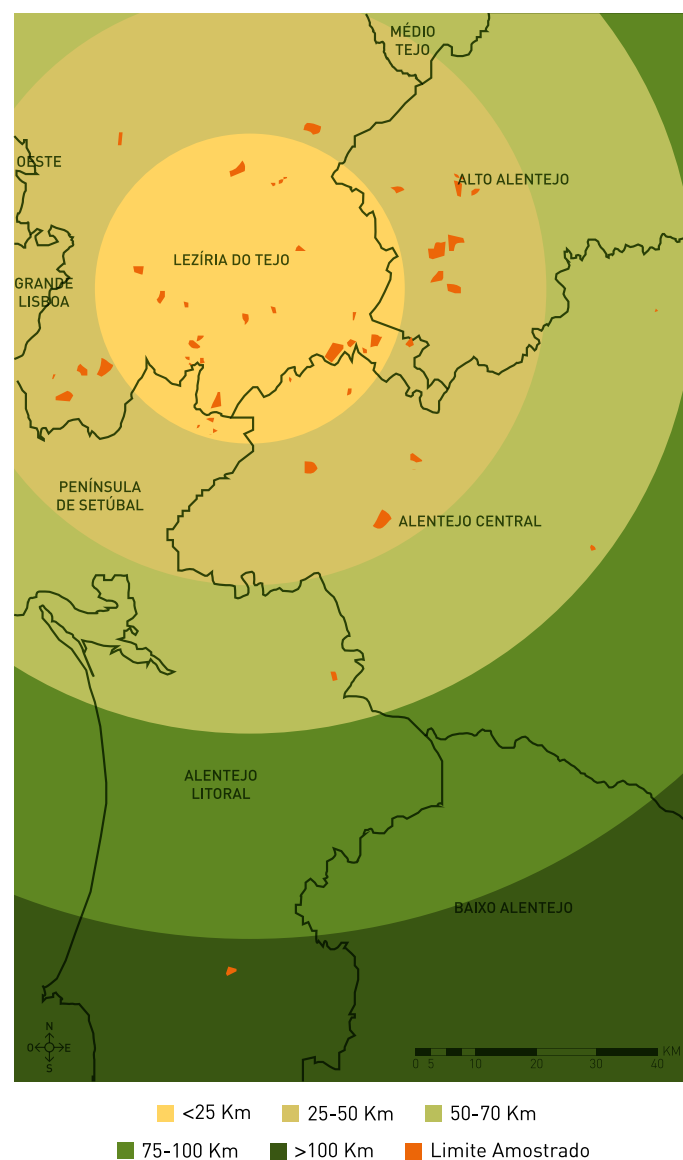 MÉDIO
TEJO
OESTE
ALTO ALENTEJO
LEZÍRIA DO TEJO
GRANDE
LISBOA
PENÍNSULA
DE SETÚBAL
ALENTEJO CENTRAL
ALENTEJO
LITORAL
BAIXO ALENTEJO
N
O E
S
KM
0 5 10 20 30 40
<25 Km 25-50 Km 50-70 Km
75-100 Km >100 Km Limite Amostrado